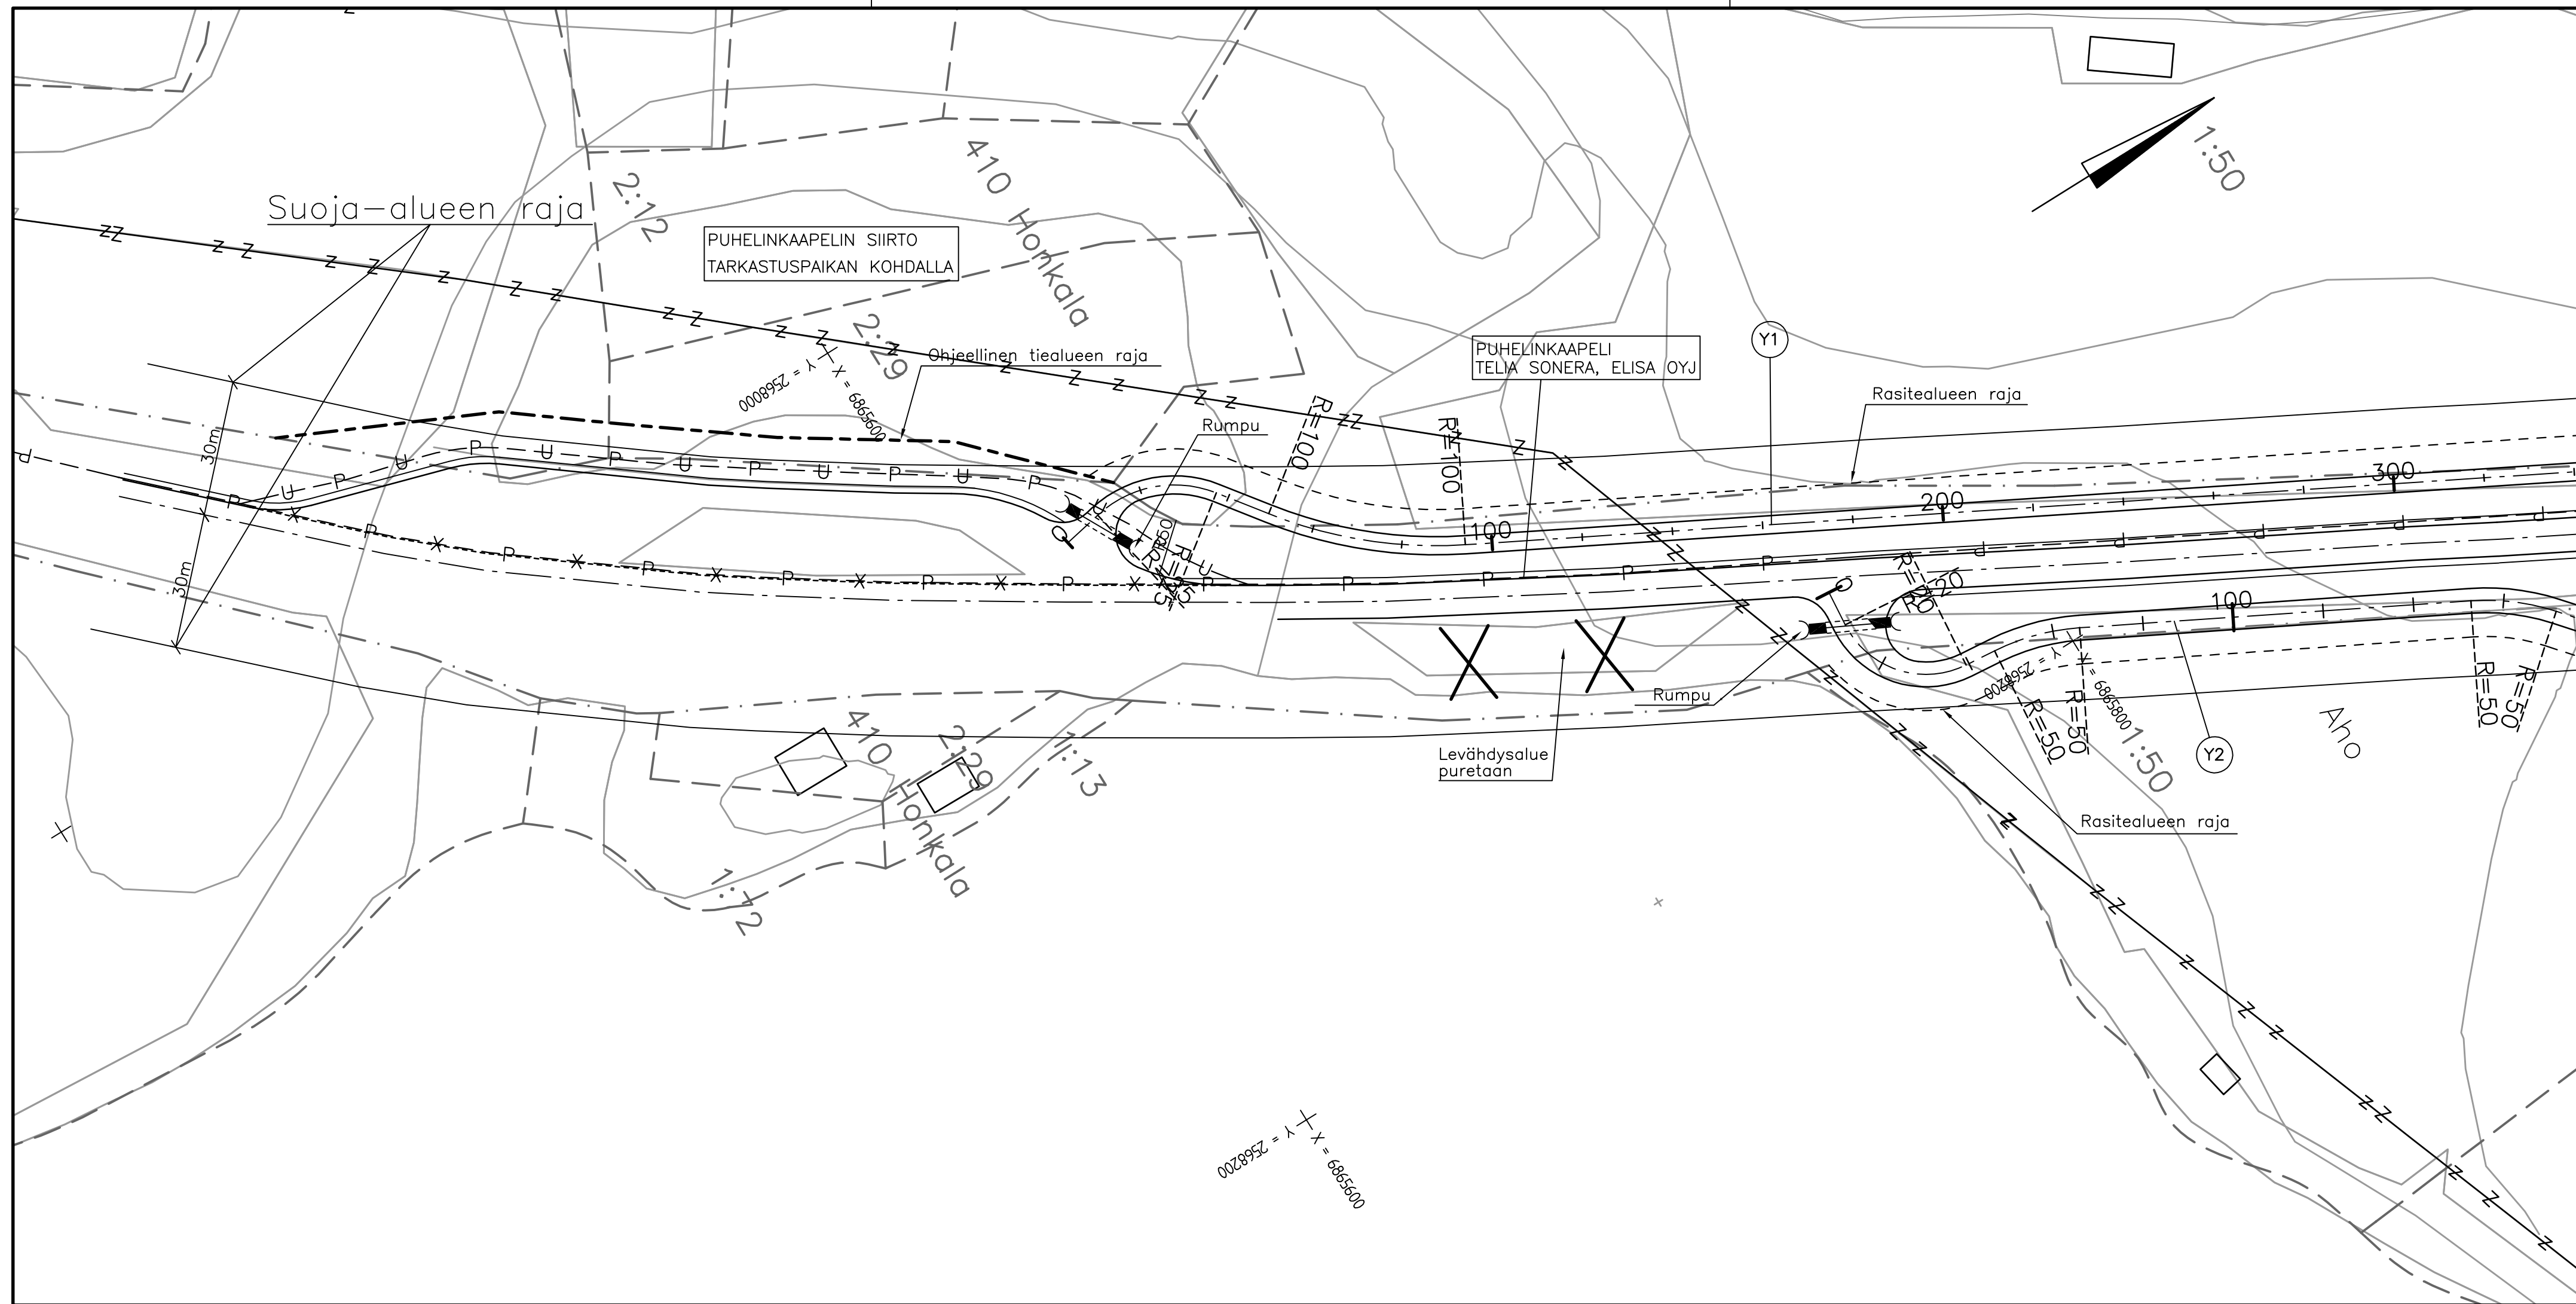 1:50
2:12
410 Honkala
Suoja-alueen raja
PUHELINKAAPELIN SIIRTO
TARKASTUSPAIKAN KOHDALLA
2:29
Ohjeellinen tiealueen raja
Y = 2568000
X = 6865600
PUHELINKAAPELI
TELIA SONERA, ELISA OYJ
Y1
Rasitealueen raja
Rumpu
R=100
R=100
30m
30m
100
200
300
P U P U P U P U P U P U P
P P P P P P P P P P P P P P P
0
0
R=20
100
Rumpu
Levähdysalue
puretaan
Y = 2568200
X = 6865800
R=50
R=50
R=50
R=50
1:50
Y2
Aho
Rasitealueen raja
410 Honkala
2:29
1:13
1:12
Y = 2568200
X = 6865600